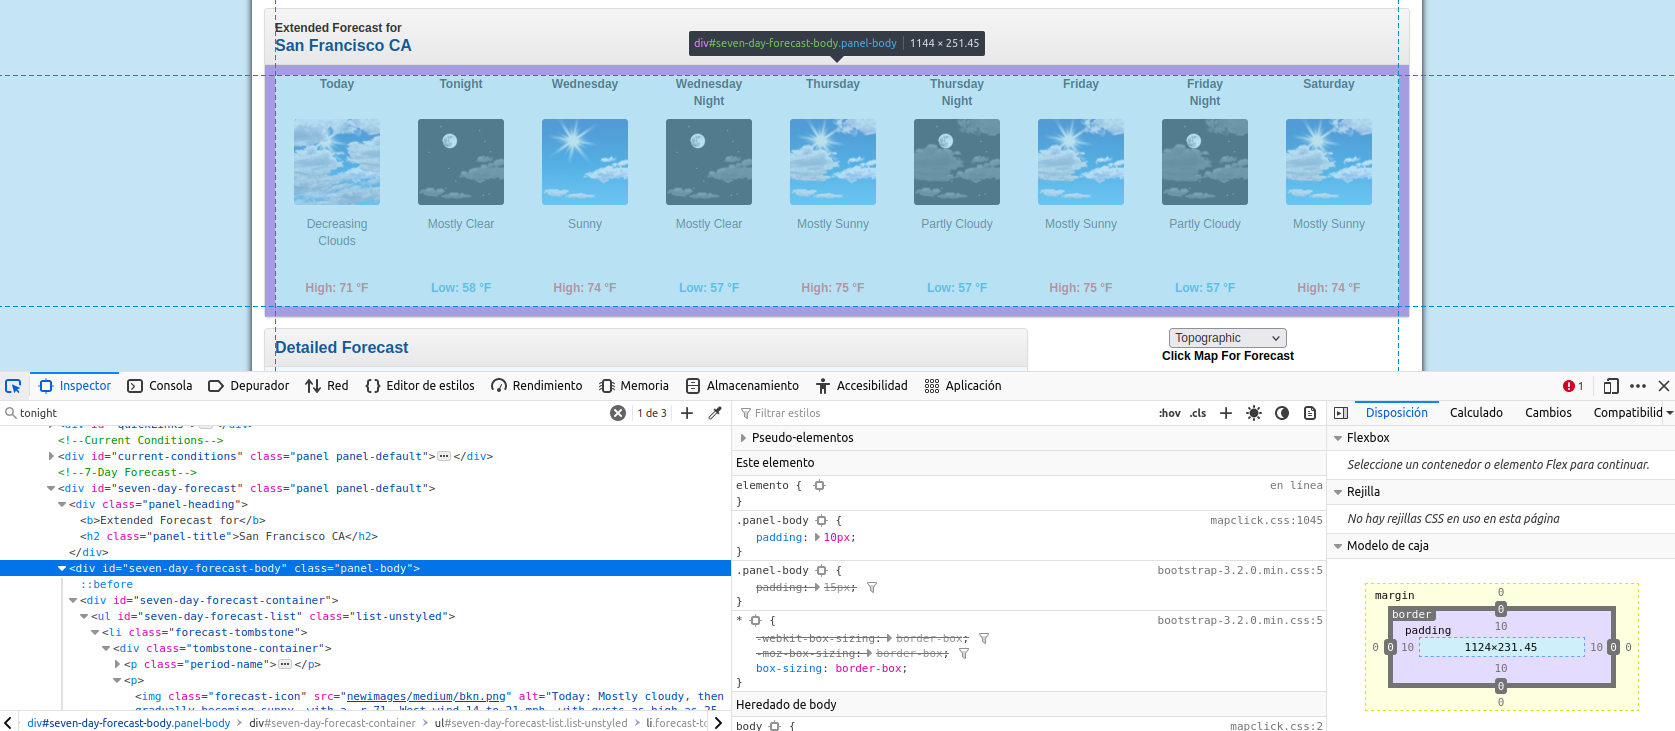 Extended Forecast for
San Francisco CA
div#seven-day-forecast-body.panel-body 1144 × 251.45
Today Tonight Wednesday Wednesday Night Thursday Thursday Night Friday Friday Night Saturday
Decreasing Clouds Mostly Clear Sunny Mostly Clear Mostly Sunny Partly Cloudy Mostly Sunny Partly Cloudy Mostly Sunny
High: 71 °F Low: 58 °F High: 74 °F Low: 57 °F High: 75 °F Low: 57 °F High: 75 °F Low: 57 °F High: 74 °F
Detailed Forecast
Topographic
Click Map For Forecast
Inspector Consola Depurador Red Editor de estilos Rendimiento Memoria Almacenamiento Accesibilidad Aplicación 1
tonight 1 de 3
<!--Current Conditions-->
<div id="current-conditions" class="panel panel-default"> </div>
<!--7-Day Forecast-->
<div id="seven-day-forecast" class="panel panel-default">
<div class="panel-heading">
<b>Extended Forecast for</b>
<h2 class="panel-title">San Francisco CA</h2>
</div>
<div id="seven-day-forecast-body" class="panel-body">
::before
<div id="seven-day-forecast-container">
<ul id="seven-day-forecast-list" class="list-unstyled">
<li class="forecast-tombstone">
<div class="tombstone-container">
<p class="period-name"> </p>
<p>
<img class="forecast-icon" src="newimages/medium/bkn.png" alt="Today: Mostly cloudy, then
div#seven-day-forecast-body.panel-body div#seven-day-forecast-container ul#seven-day-forecast-list.list-unstyled li.forecast-to
Filtrar estilos :hov .cls
Pseudo-elementos
Este elemento
elemento { en línea
}
.panel-body { mapclick.css:1045
padding: 10px;
}
.panel-body { bootstrap-3.2.0.min.css:5
padding: 15px;
}
* { bootstrap-3.2.0.min.css:5
-webkit-box-sizing: border-box;
-moz-box-sizing: border-box;
box-sizing: border-box;
}
Heredado de body
body { mapclick.css:2
Disposición Calculado Cambios Compatibilid
Flexbox
Seleccione un contenedor o elemento Flex para continuar.
Rejilla
No hay rejillas CSS en uso en esta página
Modelo de caja
margin 0
border 0
padding 10
0 0 10 1124×231.45 10 0 0
10
0
0